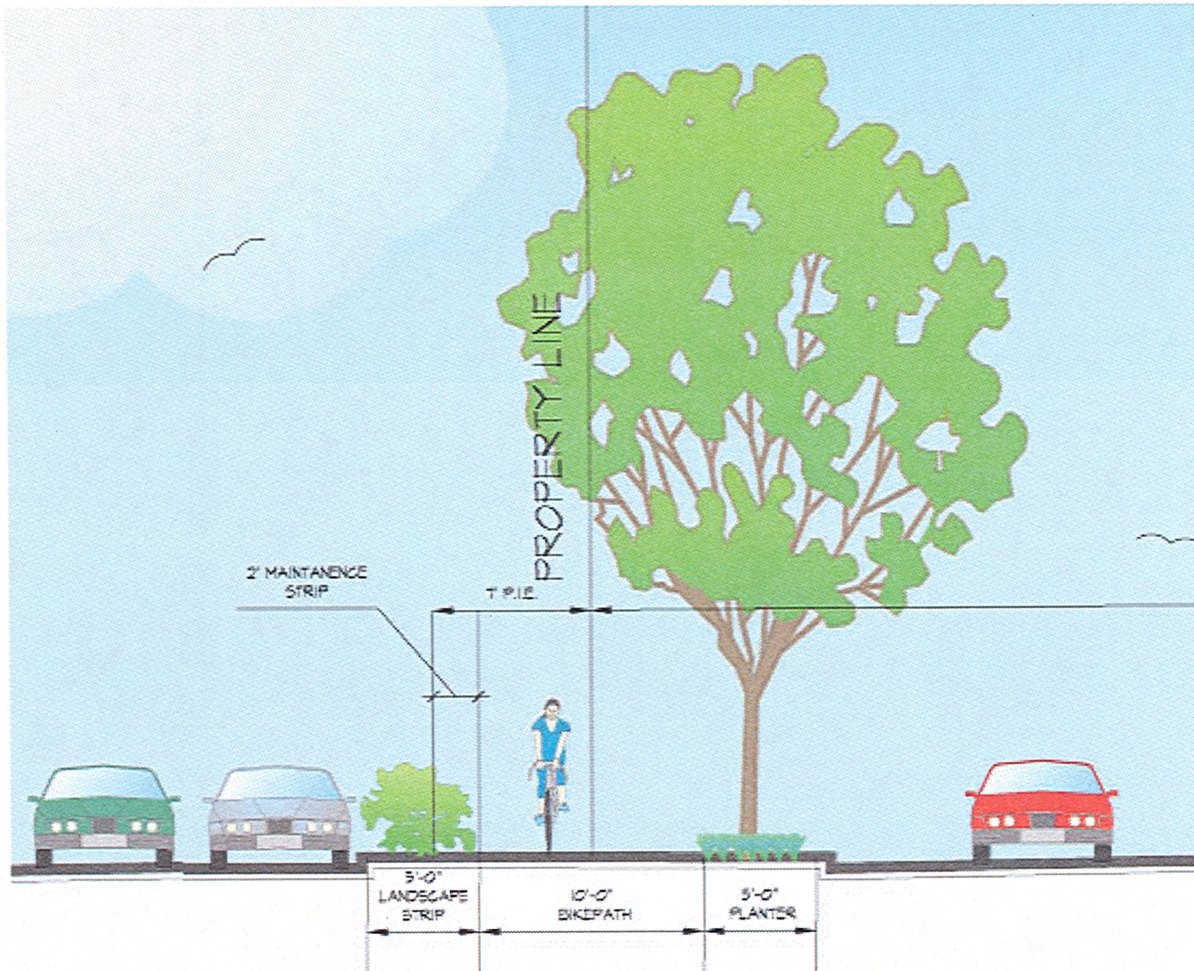 PROPERTY LINE
2' MAINTANENCE
STRIP
7' P.I.E.
5'-0"
LANDSCAPE
STRIP
10'-0"
BIKEPATH
5'-0"
PLANTER